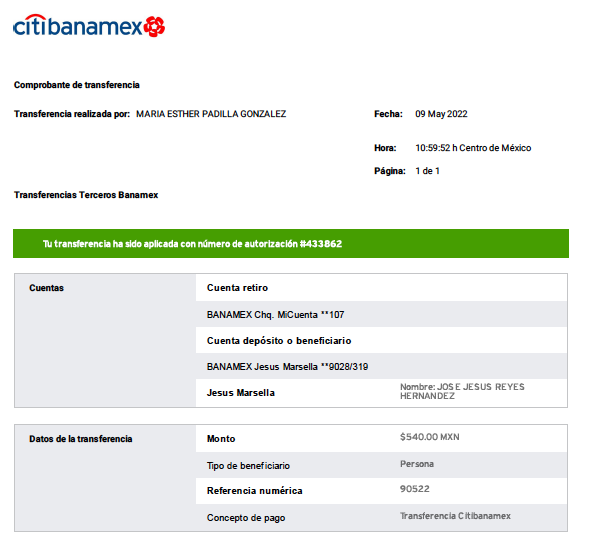 citibanamex
Comprobante de transferencia
Transferencia realizada por: MARIA ESTHER PADILLA GONZALEZ
Fecha: 09 May 2022
Hora: 10:59:52 h Centro de México
Página: 1 de 1
Transferencias Terceros Banamex
Tu transferencia ha sido aplicada con número de autorización #433862
Cuentas
Cuenta retiro
BANAMEX Chq. MiCuenta **107
Cuenta depósito o beneficiario
BANAMEX Jesus Marsella **9028/319
Jesus Marsella
Nombre: JOSE JESUS REYES
HERNANDEZ
Datos de la transferencia
Monto $540.00 MXN
Tipo de beneficiario Persona
Referencia numérica 90522
Concepto de pago Transferencia Citibanamex